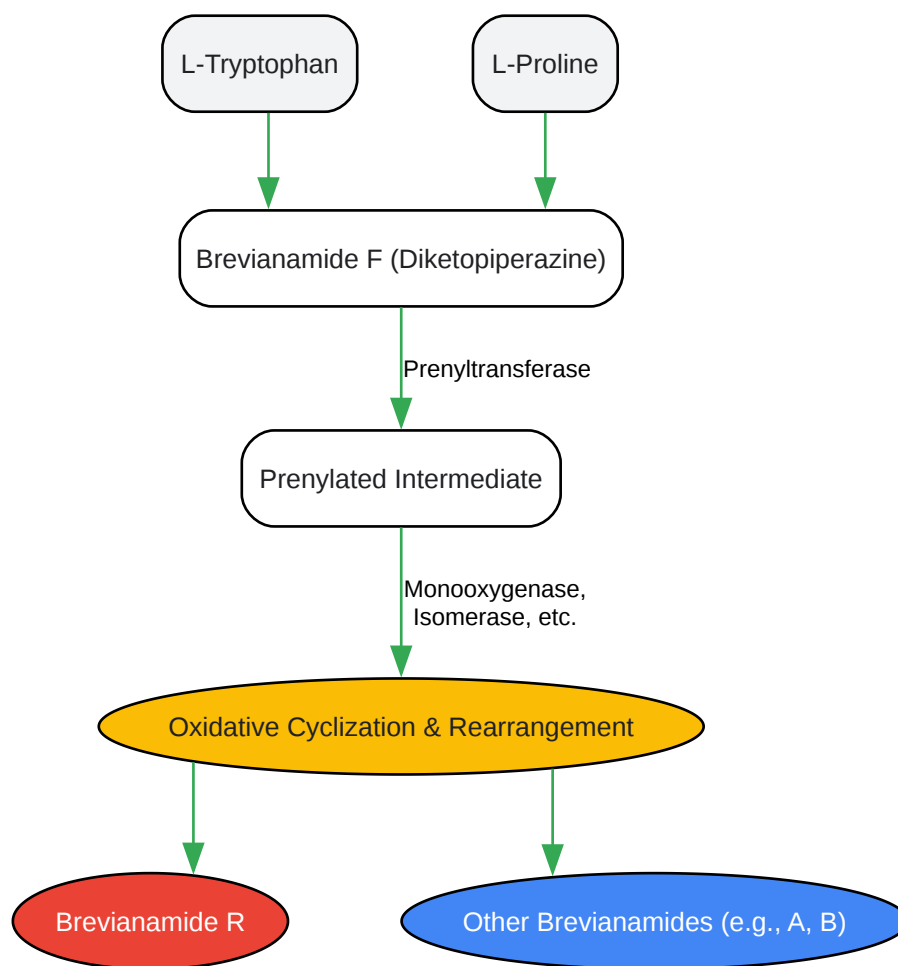 L-Tryptophan
L-Proline
Brevianamide F (Diketopiperazine)
Prenyltransferase
Prenylated Intermediate
Monooxygenase,
Isomerase, etc.
Oxidative Cyclization & Rearrangement
Brevianamide R
Other Brevianamides (e.g., A, B)